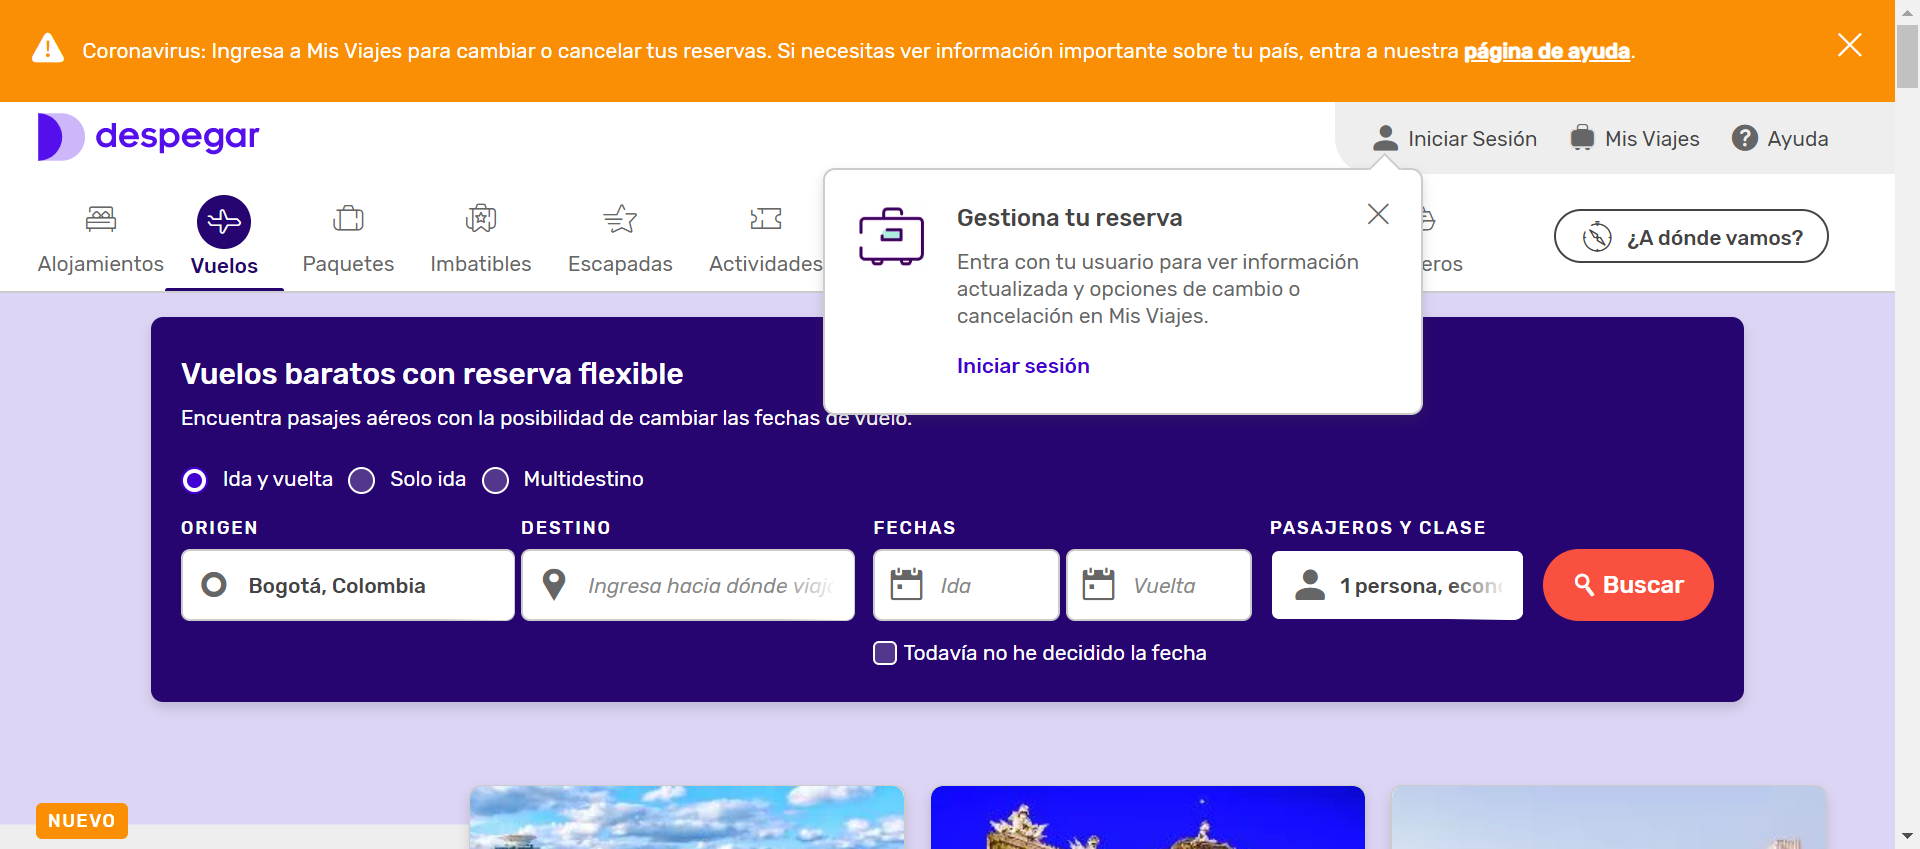 Coronavirus: Ingresa a Mis Viajes para cambiar o cancelar tus reservas. Si necesitas ver información importante sobre tu país, entra a nuestra página de ayuda.
despegar
Iniciar Sesión
Mis Viajes
? Ayuda
Alojamientos
Vuelos
Paquetes
Imbatibles
Escapadas
Actividades
eros
¿A dónde vamos?
Gestiona tu reserva
Entra con tu usuario para ver información
actualizada y opciones de cambio o
cancelación en Mis Viajes.
Iniciar sesión
Vuelos baratos con reserva flexible
Encuentra pasajes aéreos con la posibilidad de cambiar las fechas de vuelo.
Ida y vuelta
Solo ida
Multidestino
ORIGEN
DESTINO
FECHAS
PASAJEROS Y CLASE
Bogotá, Colombia
Ingresa hacia dónde viaja
Ida
Vuelta
1 persona, econ
Buscar
Todavía no he decidido la fecha
NUEVO